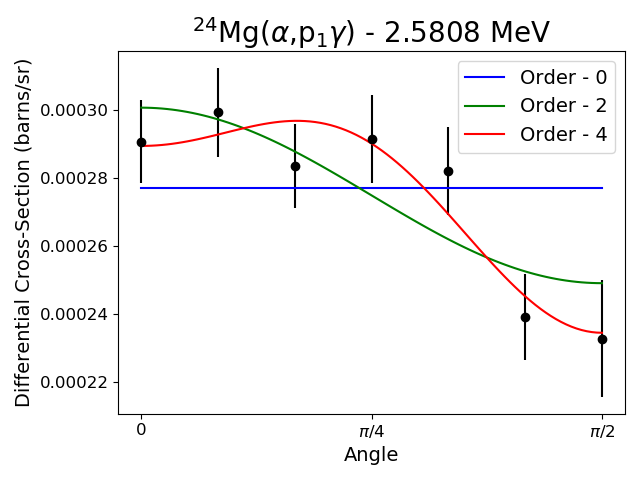 ²⁴Mg(α,p₁γ) - 2.5808 MeV
Differential Cross-Section (barns/sr)
0.00030
0.00028
0.00026
0.00024
0.00022
Order - 0
Order - 2
Order - 4
0
π/4
π/2
Angle